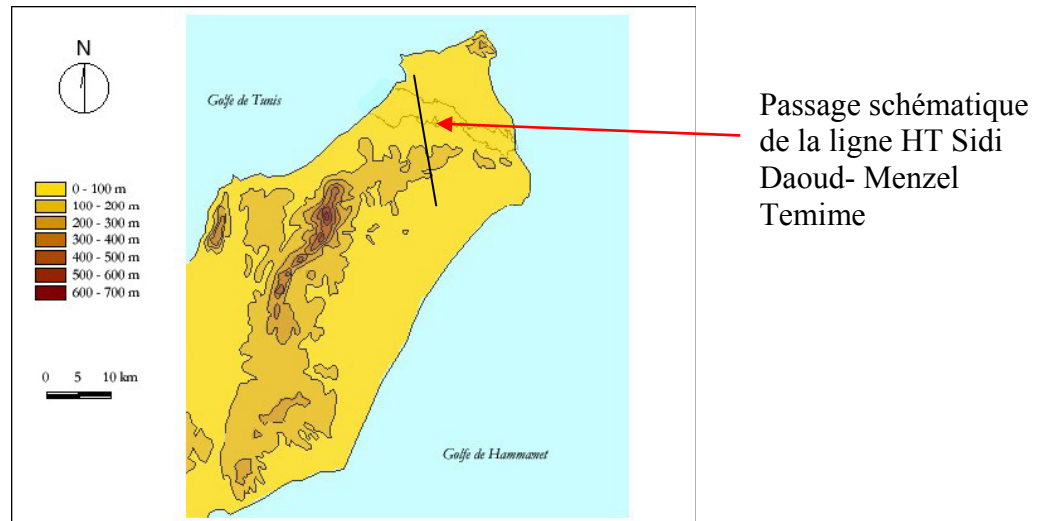 N
Golfe de Tunis
0 - 100 m
100 - 200 m
200 - 300 m
300 - 400 m
400 - 500 m
500 - 600 m
600 - 700 m
0 5 10 km
Golfe de Hammamet
Passage schématique
de la ligne HT Sidi
Daoud- Menzel
Temime